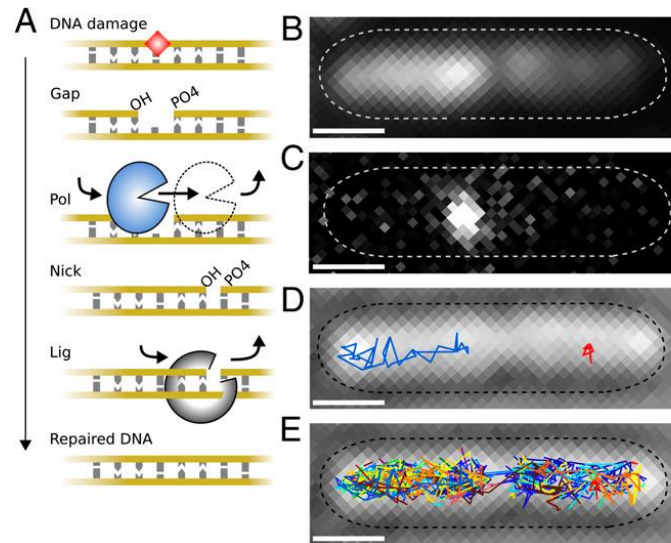 A
DNA damage
Gap
OH
PO4
Pol
Nick
OH
PO4
Lig
Repaired DNA
B
C
D
E